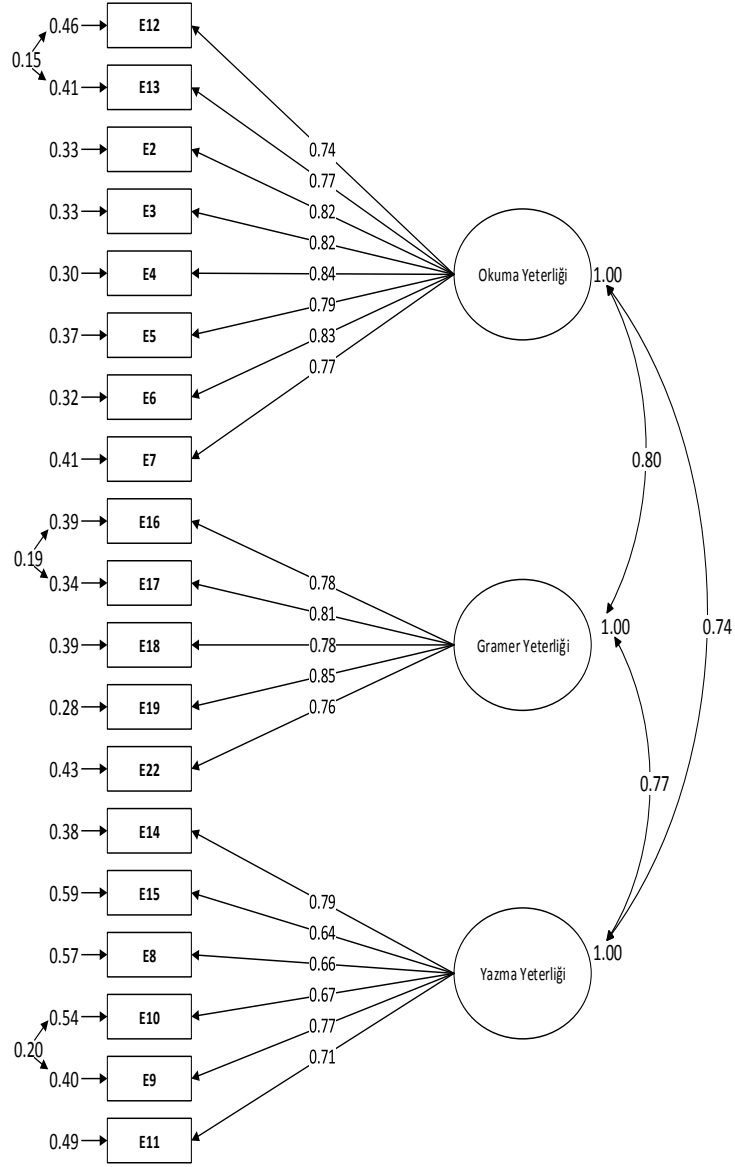 0.46 E12
0.15
0.41 E13
0.33 E2
0.74
0.77
0.33 E3
0.82
0.82
0.30 E4
0.84
Okuma Yeterliği
1.00
0.79
0.37 E5
0.83
0.32 E6
0.77
0.41 E7
0.80
0.39 E16
0.19
0.34 E17
0.78
0.81
0.39 E18
0.78
Gramer Yeterliği
1.00
0.74
0.85
0.28 E19
0.76
0.43 E22
0.77
0.38 E14
0.59 E15
0.79
0.64
0.57 E8
0.66
Yazma Yeterliği
1.00
0.67
0.54 E10
0.20
0.77
0.40 E9
0.71
0.49 E11